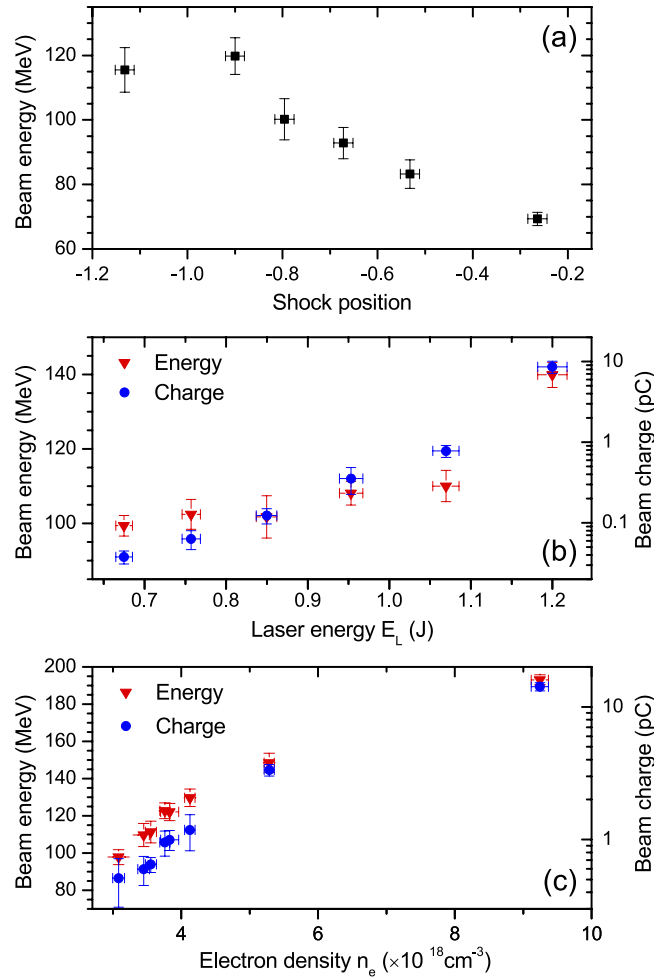 (a)
Beam energy (MeV)
120
100
80
60
-1.2 -1.0 -0.8 -0.6 -0.4 -0.2
Shock position
Energy
Charge
(b)
Beam energy (MeV)
140
120
100
Beam charge (pC)
10
1
0.1
0.7 0.8 0.9 1.0 1.1 1.2
Laser energy E_L (J)
Energy
Charge
(c)
Beam energy (MeV)
200
180
160
140
120
100
80
Beam charge (pC)
10
1
4 6 8 10
Electron density n_e (×10 ¹⁸cm⁻³)